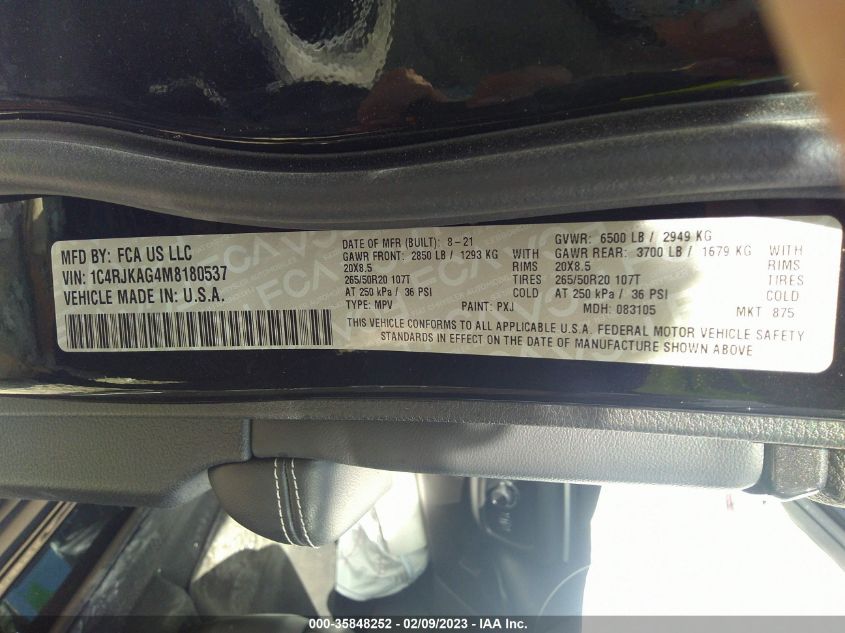 MFD BY: FCA US LLC
VIN: 1C4RJKAG4M8180537
VEHICLE MADE IN: U.S.A.
DATE OF MFR (BUILT): 8-21 GVWR: 6500 LB / 2949 KG
GAWR FRONT: 2850 LB / 1293 KG WITH GAWR REAR: 3700 LB / 1679 KG WITH
20X8.5 RIMS 20X8.5 RIMS
265/50R20 107T TIRES 265/50R20 107T TIRES
AT 250 kPa / 36 PSI COLD AT 250 kPa / 36 PSI COLD
TYPE: MPV PAINT: PXJ MDH: 083105 MKT 875
THIS VEHICLE CONFORMS TO ALL APPLICABLE U.S.A. FEDERAL MOTOR VEHICLE SAFETY
STANDARDS IN EFFECT ON THE DATE OF MANUFACTURE SHOWN ABOVE
000-35848252 - 02/09/2023 - IAA Inc.